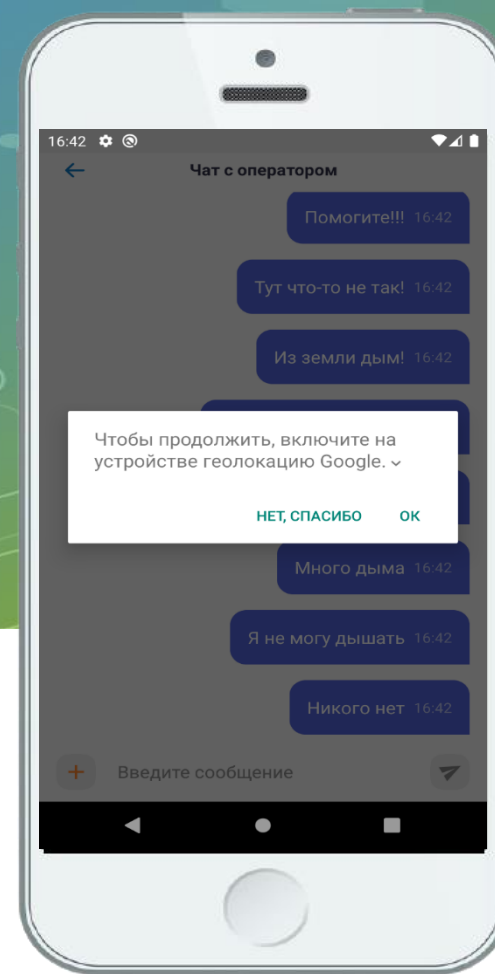 16:42
Чат с оператором
Помогите!!! 16:42
Тут что-то не так! 16:42
Из земли дым! 16:42
Чтобы продолжить, включите на
устройстве геолокацию Google.
НЕТ, СПАСИБО ОК
Много дыма 16:42
Я не могу дышать 16:42
Никого нет 16:42
Введите сообщение